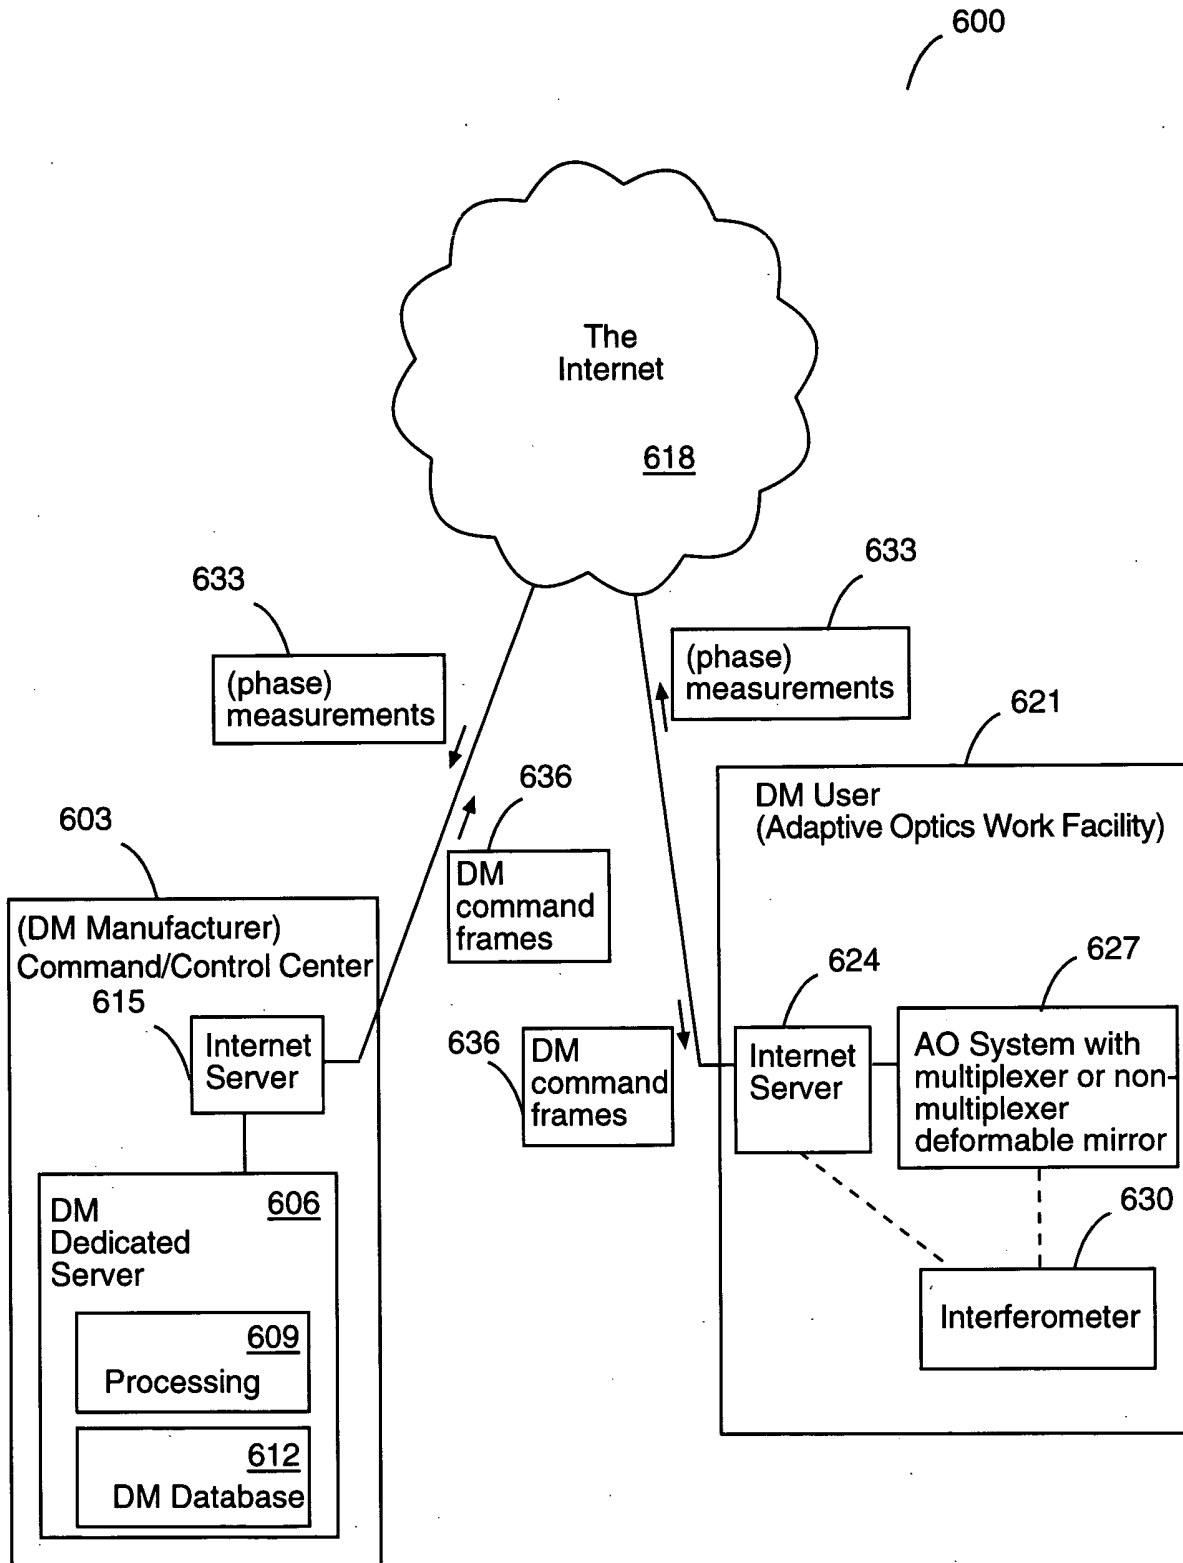 600
The
Internet
618
633
(phase)
measurements
633
(phase)
measurements
621
636
DM
command
frames
DM User
(Adaptive Optics Work Facility)
603
(DM Manufacturer)
Command/Control Center
615
Internet
Server
636
DM
command
frames
624
Internet
Server
627
AO System with
multiplexer or non-
multiplexer
deformable mirror
606
DM
Dedicated
Server
630
Interferometer
609
Processing
612
DM Database